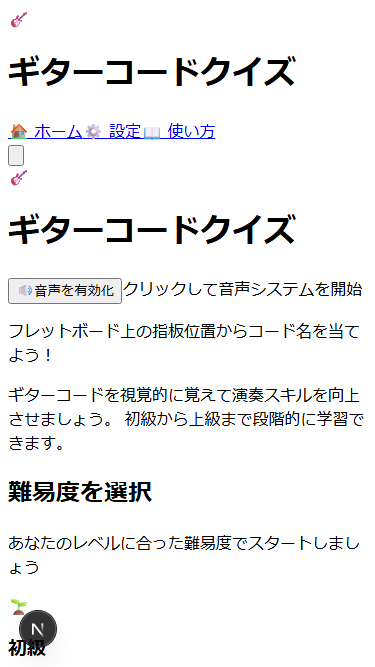 ギターコードクイズ
🏠 ホーム⚙️ 設定📖 使い方
ギターコードクイズ
🔊音声を有効化 クリックして音声システムを開始
フレットボード上の指板位置からコード名を当て
よう！
ギターコードを視覚的に覚えて演奏スキルを向上
させましょう。 初級から上級まで段階的に学習で
きます。
難易度を選択
あなたのレベルに合った難易度でスタートしまし
ょう
N
初級